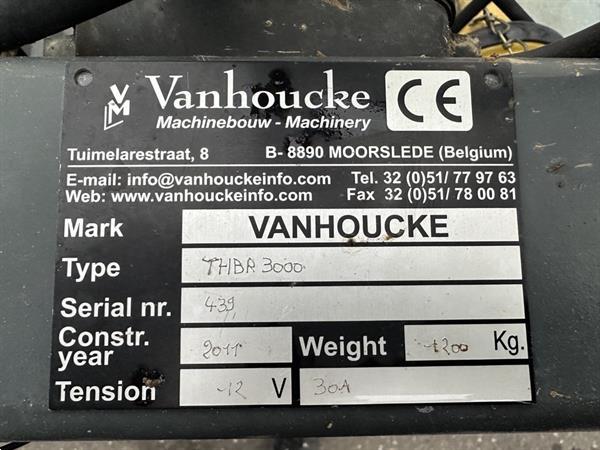 VM Vanhoucke CE
Machinebouw - Machinery
Tuimelarestraat, 8 B- 8890 MOORSLEDE (Belgium)
E-mail: info@vanhouckeinfo.com Tel. 32 (0)51/ 77 97 63
Web: www.vanhouckeinfo.com Fax 32 (0)51/ 78 00 81
Mark VANHOUCKE
Type THBR 3000
Serial nr. 439
Constr. year 2011 Weight 1200 Kg.
Tension 12 V 30A